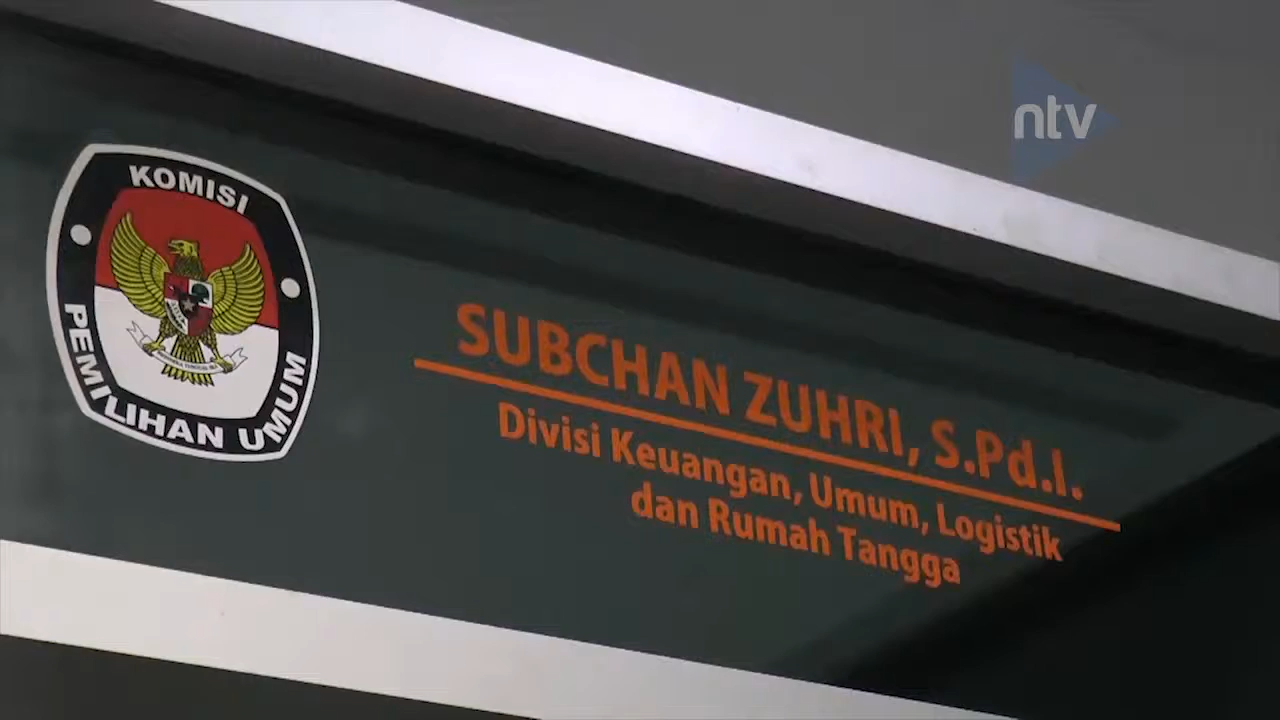 ntv
KOMISI
PEMILIHAN UMUM
SUBCHAN ZUHRI, S.Pd.I.
Divisi Keuangan, Umum, Logistik
dan Rumah Tangga